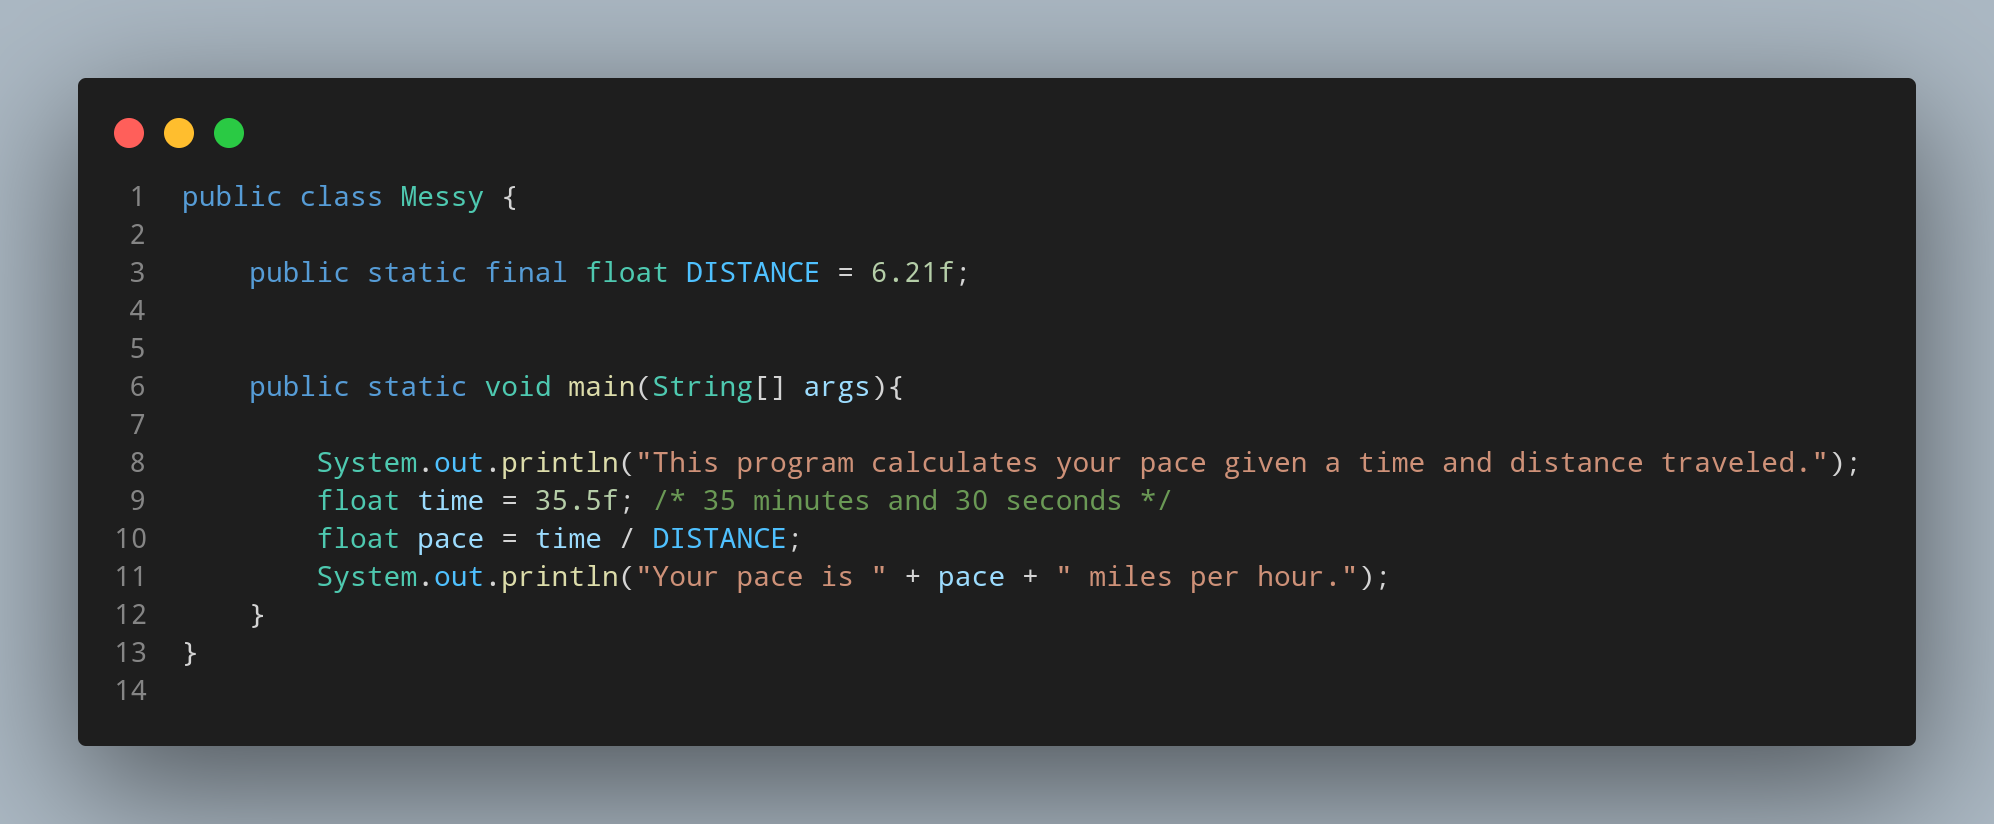 1 public class Messy {
2
3     public static final float DISTANCE = 6.21f;
4
5
6     public static void main(String[] args){
7
8         System.out.println("This program calculates your pace given a time and distance traveled.");
9         float time = 35.5f; /* 35 minutes and 30 seconds */
10         float pace = time / DISTANCE;
11         System.out.println("Your pace is " + pace + " miles per hour.");
12     }
13 }
14